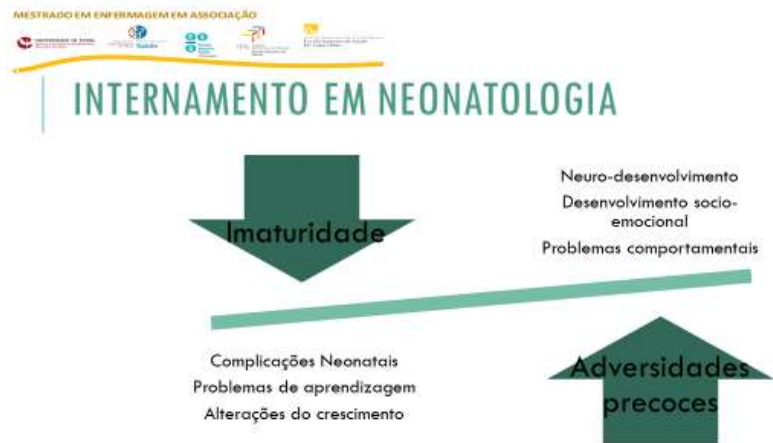 MESTRADO EM ENFERMAGEM EM ASSOCIAÇÃO
INTERNAMENTO EM NEONATOLOGIA
Imaturidade
Neuro-desenvolvimento
Desenvolvimento socio-
emocional
Problemas comportamentais
Complicações Neonatais
Problemas de aprendizagem
Alterações do crescimento
Adversidades
precoces